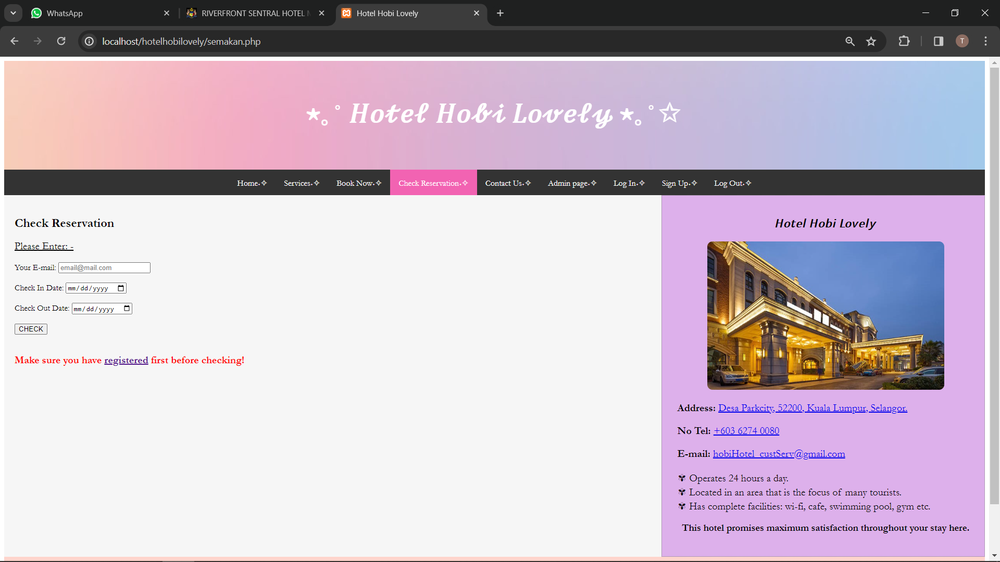 WhatsApp
RIVERFRONT SENTRAL HOTEL
Hotel Hobi Lovely
localhost/hotelhobilovely/semakan.php
T
⋆｡˚ Hotel Hobi Lovely ⋆｡˚☆
Home˖✧ Services˖✧ Book Now˖✧ Check Reservation˖✧ Contact Us˖✧ Admin page˖✧ Log In˖✧ Sign Up˖✧ Log Out˖✧
Check Reservation
Please Enter: -
Your E-mail: email@mail.com
Check In Date: mm/dd/yyyy
Check Out Date: mm/dd/yyyy
CHECK
Make sure you have registered first before checking!
Hotel Hobi Lovely
Address: Desa Parkcity, 52200, Kuala Lumpur, Selangor.
No Tel: +603 6274 0080
E-mail: hobiHotel_custServ@gmail.com
✾ Operates 24 hours a day.
✾ Located in an area that is the focus of many tourists.
✾ Has complete facilities: wi-fi, cafe, swimming pool, gym etc.
This hotel promises maximum satisfaction throughout your stay here.